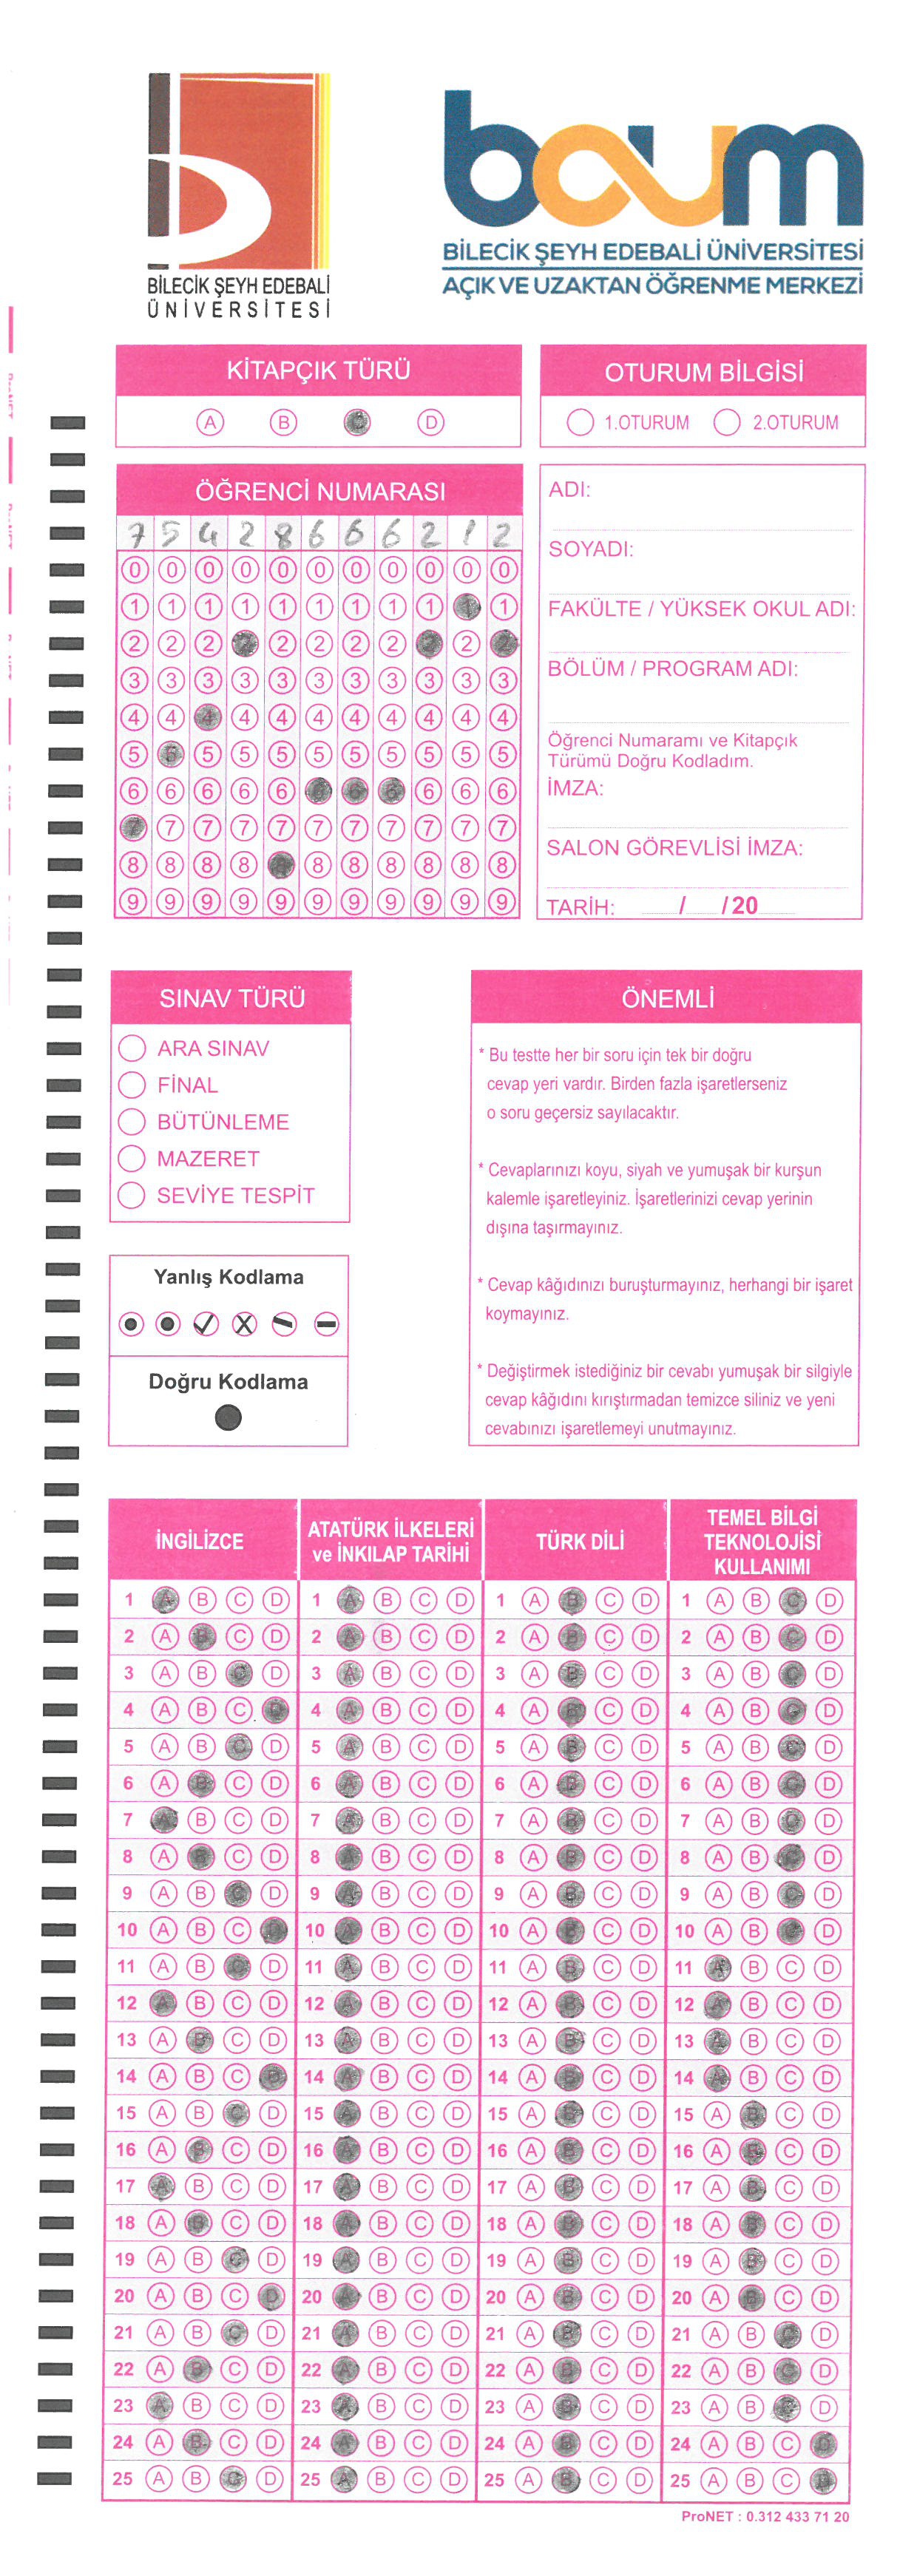 BİLECİK ŞEYH EDEBALİ
ÜNİVERSİTESİ
baum
BİLECİK ŞEYH EDEBALİ ÜNİVERSİTESİ
AÇIK VE UZAKTAN ÖĞRENME MERKEZİ
KİTAPÇIK TÜRÜ
A B C D
OTURUM BİLGİSİ
1.OTURUM 2.OTURUM
ÖĞRENCİ NUMARASI
7 5 4 2 8 6 6 6 2 1 2
0 0 0 0 0 0 0 0 0 0 0
1 1 1 1 1 1 1 1 1 1 1
2 2 2 2 2 2 2 2 2 2 2
3 3 3 3 3 3 3 3 3 3 3
4 4 4 4 4 4 4 4 4 4 4
5 5 5 5 5 5 5 5 5 5 5
6 6 6 6 6 6 6 6 6 6 6
7 7 7 7 7 7 7 7 7 7 7
8 8 8 8 8 8 8 8 8 8 8
9 9 9 9 9 9 9 9 9 9 9
ADI:
SOYADI:
FAKÜLTE / YÜKSEK OKUL ADI:
BÖLÜM / PROGRAM ADI:
Öğrenci Numaramı ve Kitapçık
Türümü Doğru Kodladım.
İMZA:
SALON GÖREVLİSİ İMZA:
TARİH: / / 20
SINAV TÜRÜ
ARA SINAV
FİNAL
BÜTÜNLEME
MAZERET
SEVİYE TESPİT
Yanlış Kodlama
Doğru Kodlama
ÖNEMLİ
* Bu testte her bir soru için tek bir doğru
cevap yeri vardır. Birden fazla işaretlerseniz
o soru geçersiz sayılacaktır.
* Cevaplarınızı koyu, siyah ve yumuşak bir kurşun
kalemle işaretleyiniz. İşaretlerinizi cevap yerinin
dışına taşırmayınız.
* Cevap kâğıdınızı buruşturmayınız, herhangi bir işaret
koymayınız.
* Değiştirmek istediğiniz bir cevabı yumuşak bir silgiyle
cevap kâğıdını kırıştırmadan temizce siliniz ve yeni
cevabınızı işaretlemeyi unutmayınız.
İNGİLİZCE
ATATÜRK İLKELERİ
ve İNKILAP TARİHİ
TÜRK DİLİ
TEMEL BİLGİ
TEKNOLOJİSİ
KULLANIMI
1 A B C D 1 A B C D 1 A B C D 1 A B C D
2 A B C D 2 A B C D 2 A B C D 2 A B C D
3 A B C D 3 A B C D 3 A B C D 3 A B C D
4 A B C D 4 A B C D 4 A B C D 4 A B C D
5 A B C D 5 A B C D 5 A B C D 5 A B C D
6 A B C D 6 A B C D 6 A B C D 6 A B C D
7 A B C D 7 A B C D 7 A B C D 7 A B C D
8 A B C D 8 A B C D 8 A B C D 8 A B C D
9 A B C D 9 A B C D 9 A B C D 9 A B C D
10 A B C D 10 A B C D 10 A B C D 10 A B C D
11 A B C D 11 A B C D 11 A B C D 11 A B C D
12 A B C D 12 A B C D 12 A B C D 12 A B C D
13 A B C D 13 A B C D 13 A B C D 13 A B C D
14 A B C D 14 A B C D 14 A B C D 14 A B C D
15 A B C D 15 A B C D 15 A B C D 15 A B C D
16 A B C D 16 A B C D 16 A B C D 16 A B C D
17 A B C D 17 A B C D 17 A B C D 17 A B C D
18 A B C D 18 A B C D 18 A B C D 18 A B C D
19 A B C D 19 A B C D 19 A B C D 19 A B C D
20 A B C D 20 A B C D 20 A B C D 20 A B C D
21 A B C D 21 A B C D 21 A B C D 21 A B C D
22 A B C D 22 A B C D 22 A B C D 22 A B C D
23 A B C D 23 A B C D 23 A B C D 23 A B C D
24 A B C D 24 A B C D 24 A B C D 24 A B C D
25 A B C D 25 A B C D 25 A B C D 25 A B C D
ProNET : 0.312 433 71 20